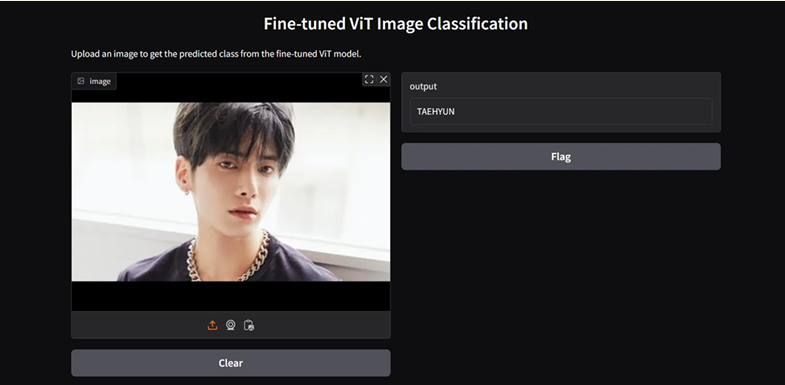 Fine-tuned ViT Image Classification
Upload an image to get the predicted class from the fine-tuned ViT model.
image
output
TAEHYUN
Flag
Clear